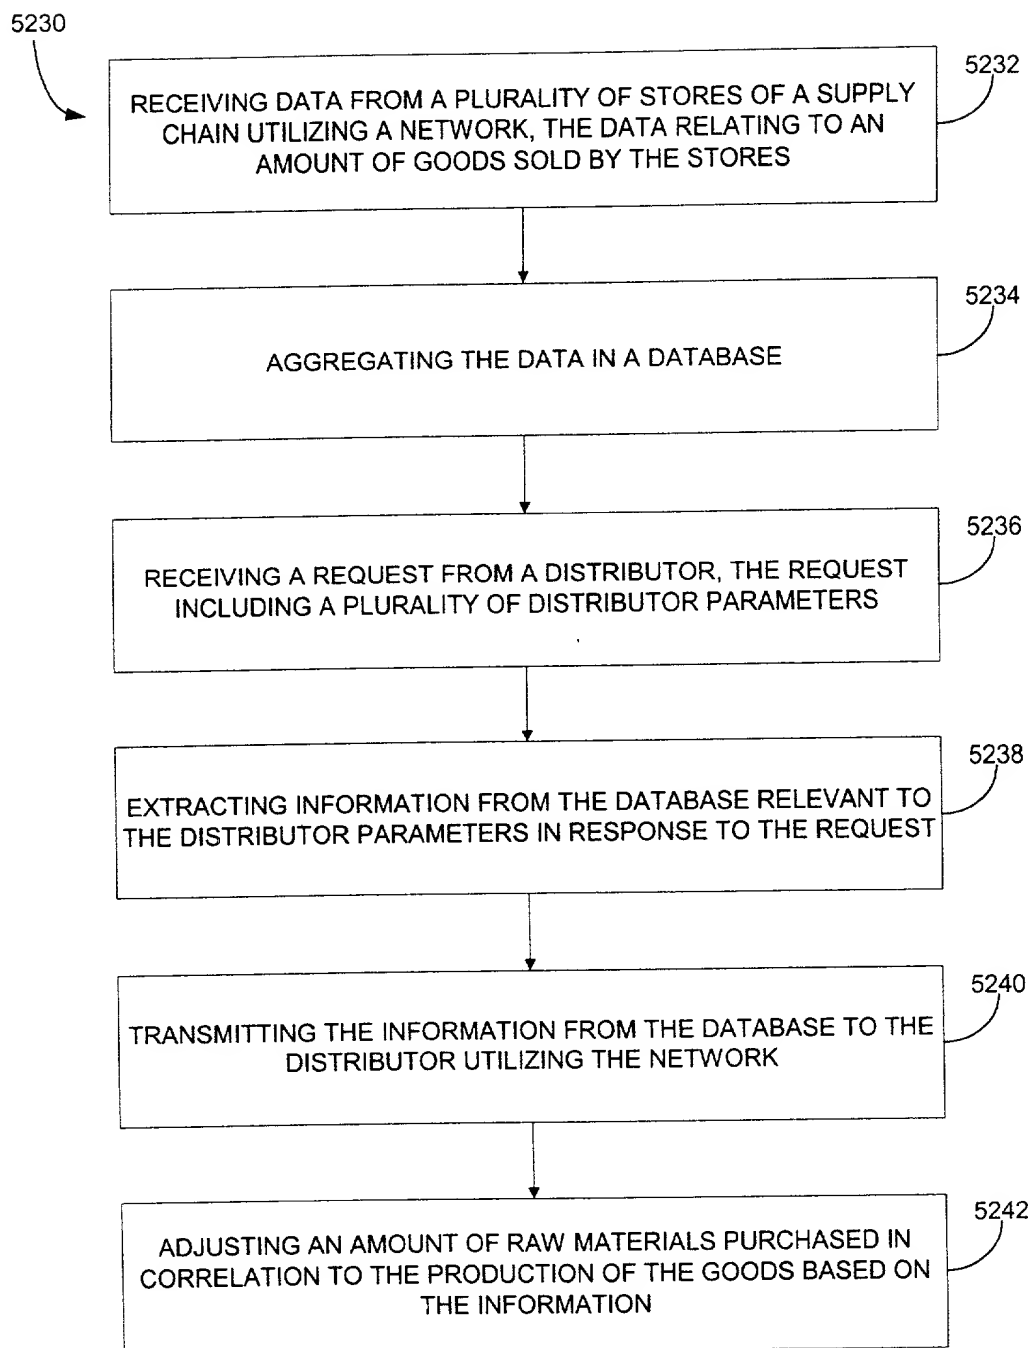 5230
5232
RECEIVING DATA FROM A PLURALITY OF STORES OF A SUPPLY
CHAIN UTILIZING A NETWORK, THE DATA RELATING TO AN
AMOUNT OF GOODS SOLD BY THE STORES
5234
AGGREGATING THE DATA IN A DATABASE
5236
RECEIVING A REQUEST FROM A DISTRIBUTOR, THE REQUEST
INCLUDING A PLURALITY OF DISTRIBUTOR PARAMETERS
5238
EXTRACTING INFORMATION FROM THE DATABASE RELEVANT TO
THE DISTRIBUTOR PARAMETERS IN RESPONSE TO THE REQUEST
5240
TRANSMITTING THE INFORMATION FROM THE DATABASE TO THE
DISTRIBUTOR UTILIZING THE NETWORK
5242
ADJUSTING AN AMOUNT OF RAW MATERIALS PURCHASED IN
CORRELATION TO THE PRODUCTION OF THE GOODS BASED ON
THE INFORMATION